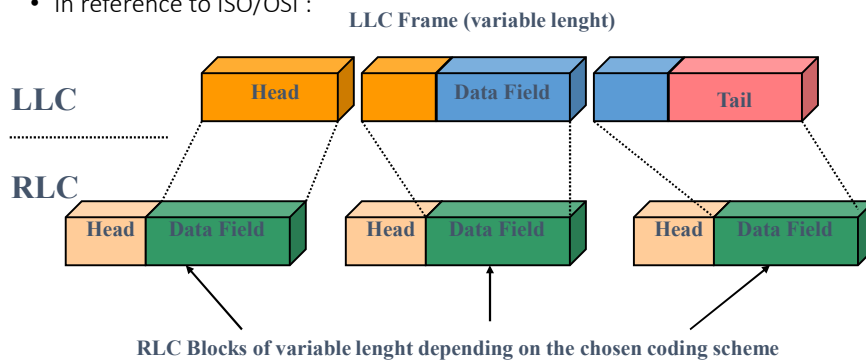 • In reference to ISO/OSI :
LLC Frame (variable lenght)
LLC
Head
Data Field
Tail
RLC
Head
Data Field
Head
Data Field
Head
Data Field
RLC Blocks of variable lenght depending on the chosen coding scheme